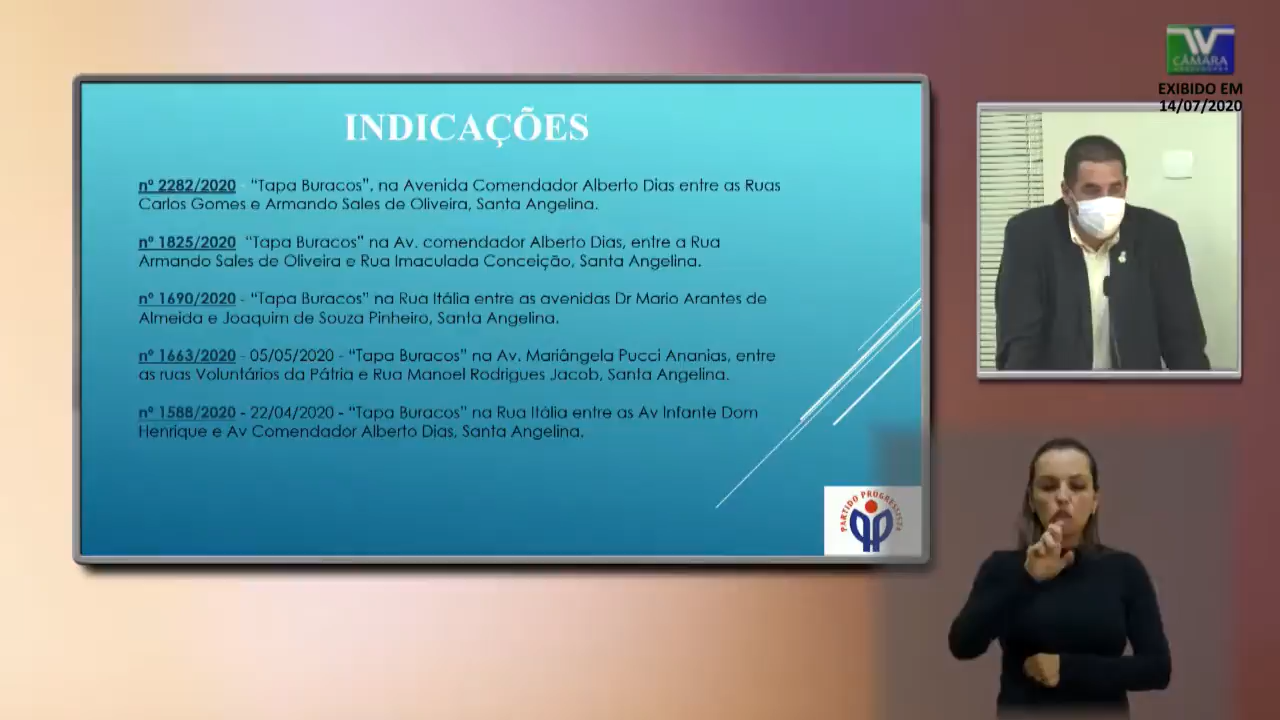 INDICAÇÕES
nº 2282/2020 - “Tapa Buracos”, na Avenida Comendador Alberto Dias entre as Ruas
Carlos Gomes e Armando Sales de Oliveira, Santa Angelina.
nº 1825/2020 “Tapa Buracos” na Av. comendador Alberto Dias, entre a Rua
Armando Sales de Oliveira e Rua Imaculada Conceição, Santa Angelina.
nº 1690/2020 - “Tapa Buracos” na Rua Itália entre as avenidas Dr Mario Arantes de
Almeida e Joaquim de Souza Pinheiro, Santa Angelina.
nº 1663/2020 - 05/05/2020 - “Tapa Buracos” na Av. Mariângela Pucci Ananias, entre
as ruas Voluntários da Pátria e Rua Manoel Rodrigues Jacob, Santa Angelina.
nº 1588/2020 - 22/04/2020 - “Tapa Buracos” na Rua Itália entre as Av Infante Dom
Henrique e Av Comendador Alberto Dias, Santa Angelina.
PARTIDO PROGRESSISTA
CÂMARA
EXIBIDO EM
14/07/2020